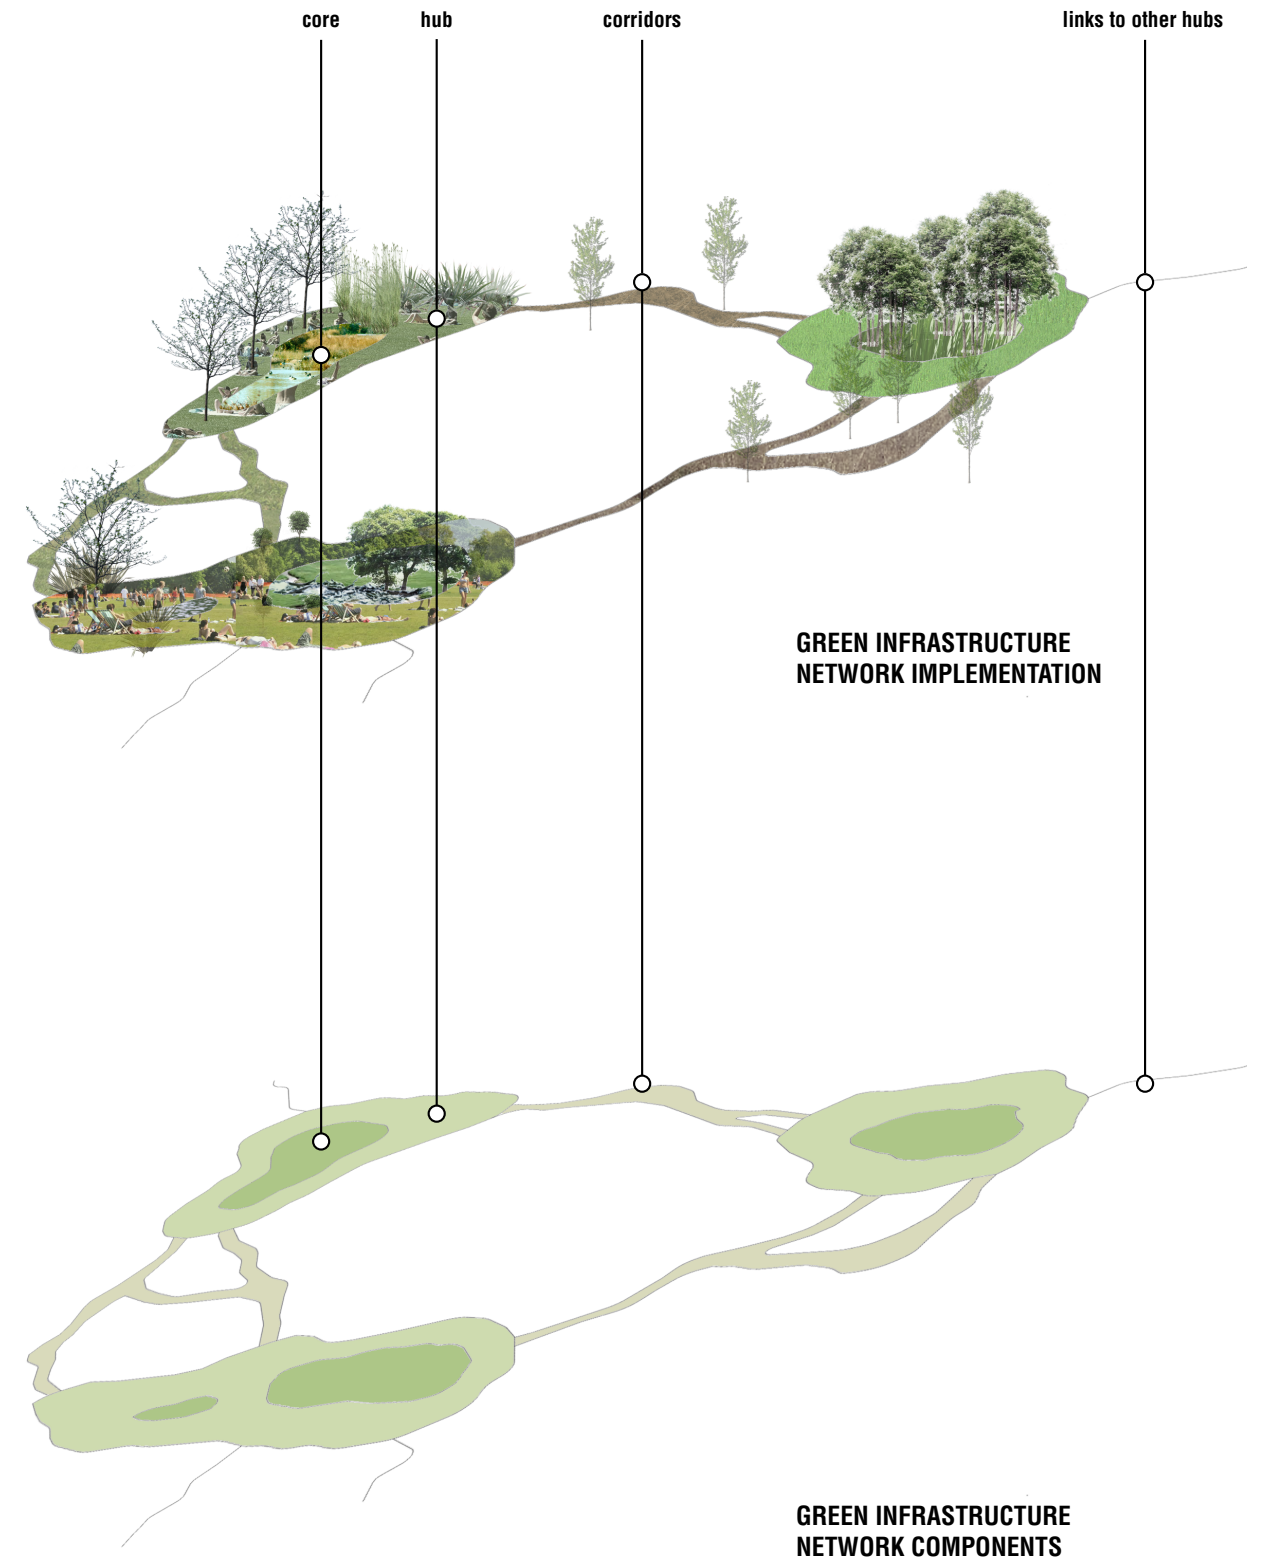 core
hub
corridors
links to other hubs
GREEN INFRASTRUCTURE
NETWORK IMPLEMENTATION
GREEN INFRASTRUCTURE
NETWORK COMPONENTS